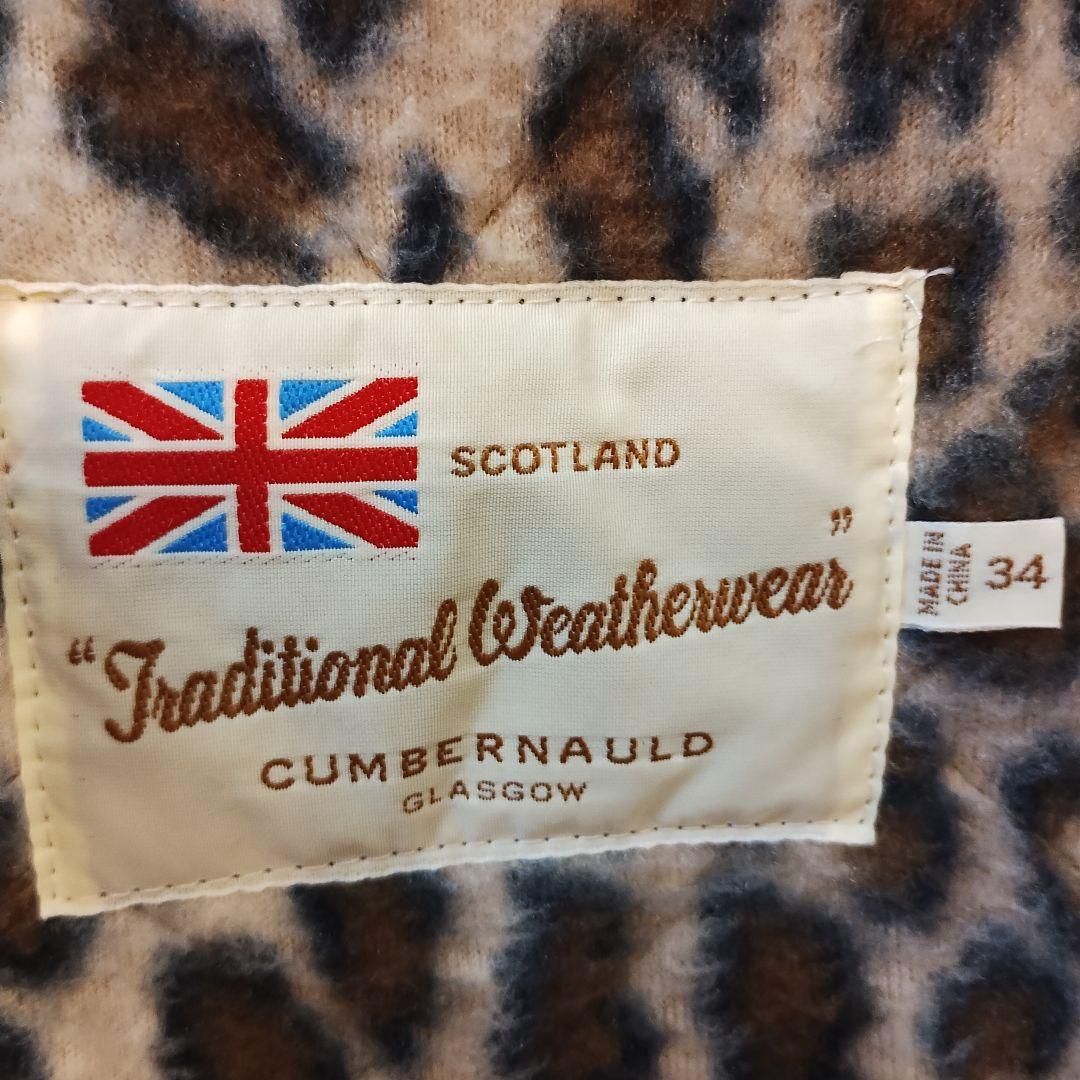 SCOTLAND
"Traditional Weatherwear"
CUMBERNAULD
GLASGOW
MADE IN
CHINA
34